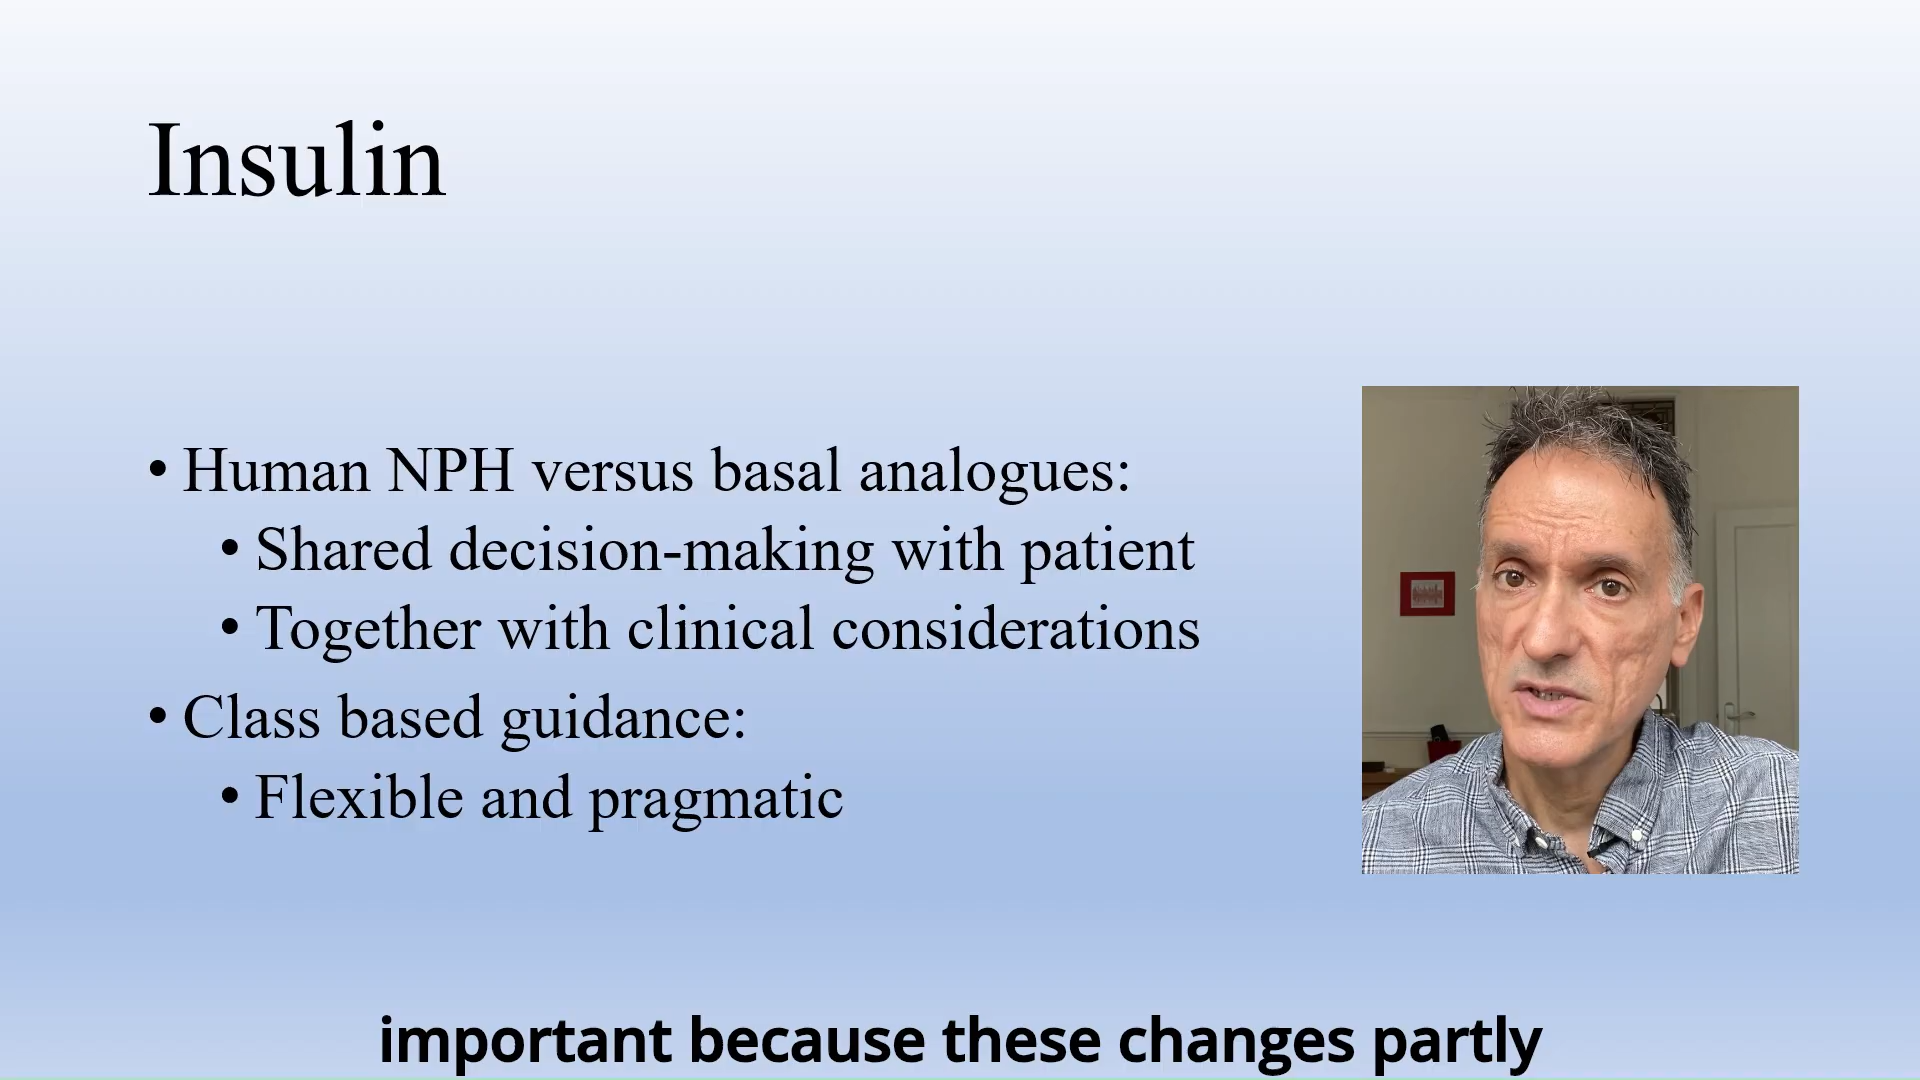 Insulin
• Human NPH versus basal analogues:
• Shared decision-making with patient
• Together with clinical considerations
• Class based guidance:
• Flexible and pragmatic
important because these changes partly